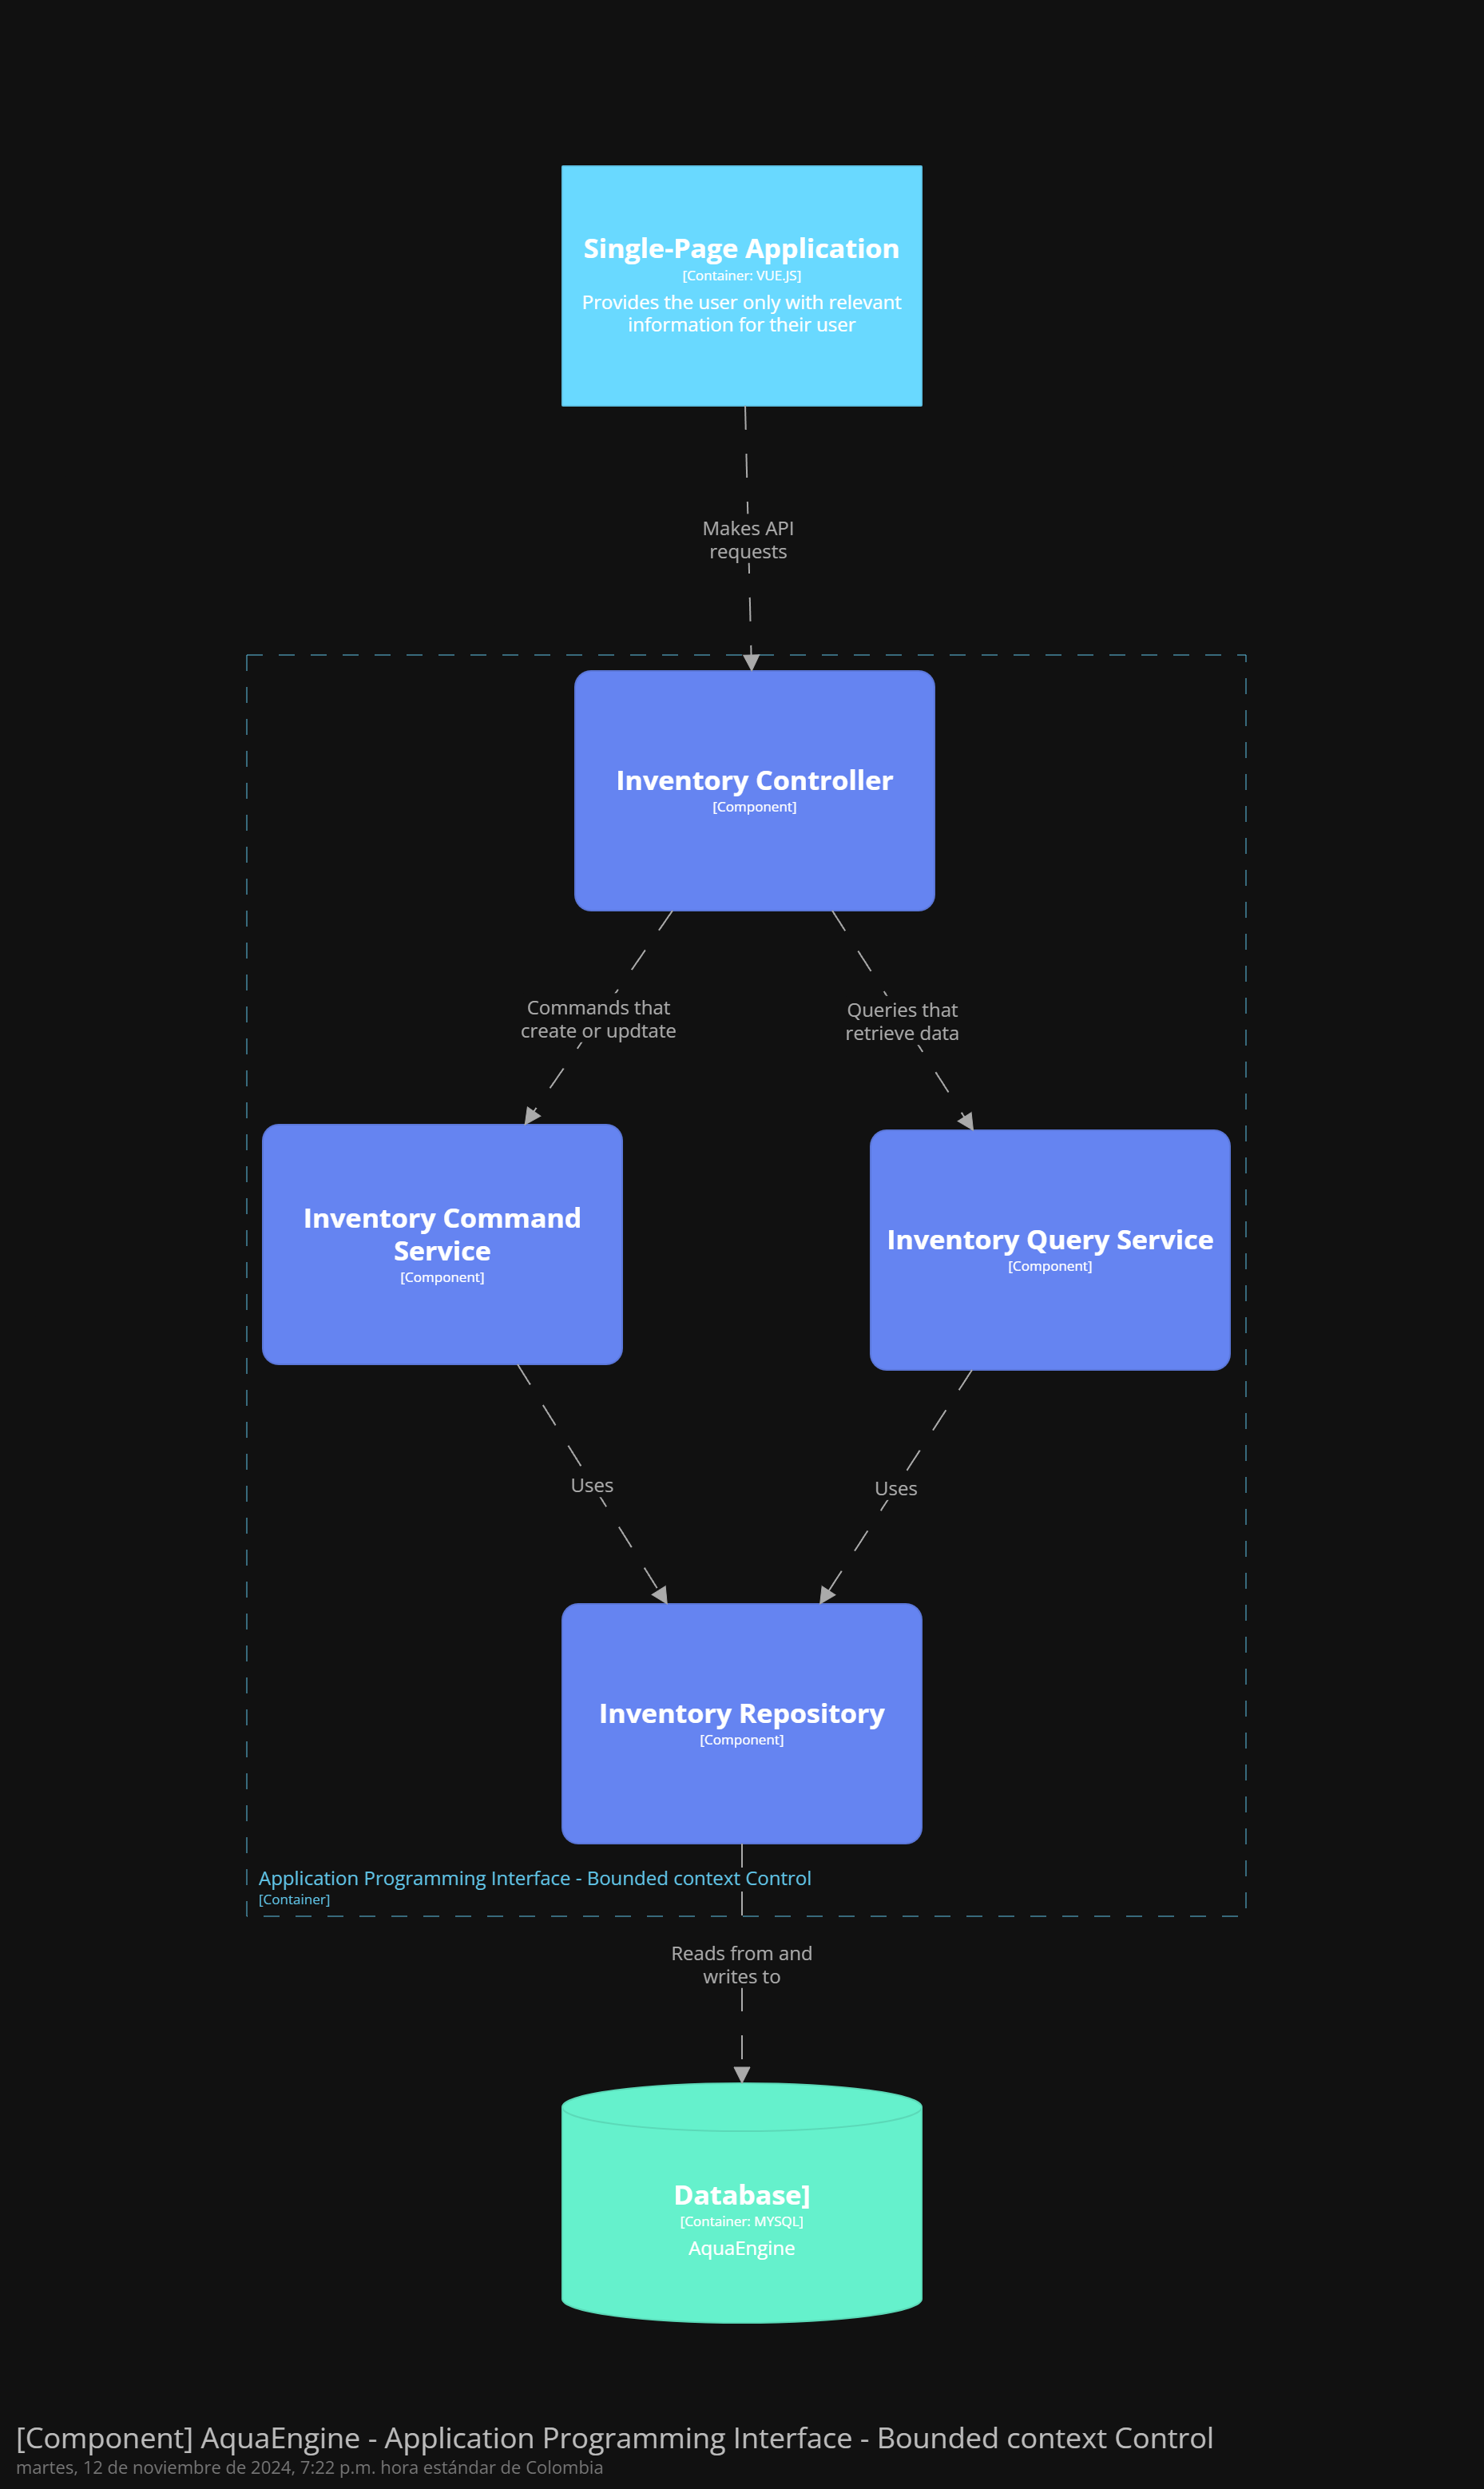 Single-Page Application
[Container: VUE.JS]
Provides the user only with relevant
information for their user
Makes API
requests
Inventory Controller
[Component]
Commands that
create or updtate
Queries that
retrieve data
Inventory Command
Service
[Component]
Inventory Query Service
[Component]
Uses
Uses
Inventory Repository
[Component]
Application Programming Interface - Bounded context Control
[Container]
Reads from and
writes to
Database]
[Container: MYSQL]
AquaEngine
[Component] AquaEngine - Application Programming Interface - Bounded context Control
martes, 12 de noviembre de 2024, 7:22 p.m. hora estándar de Colombia